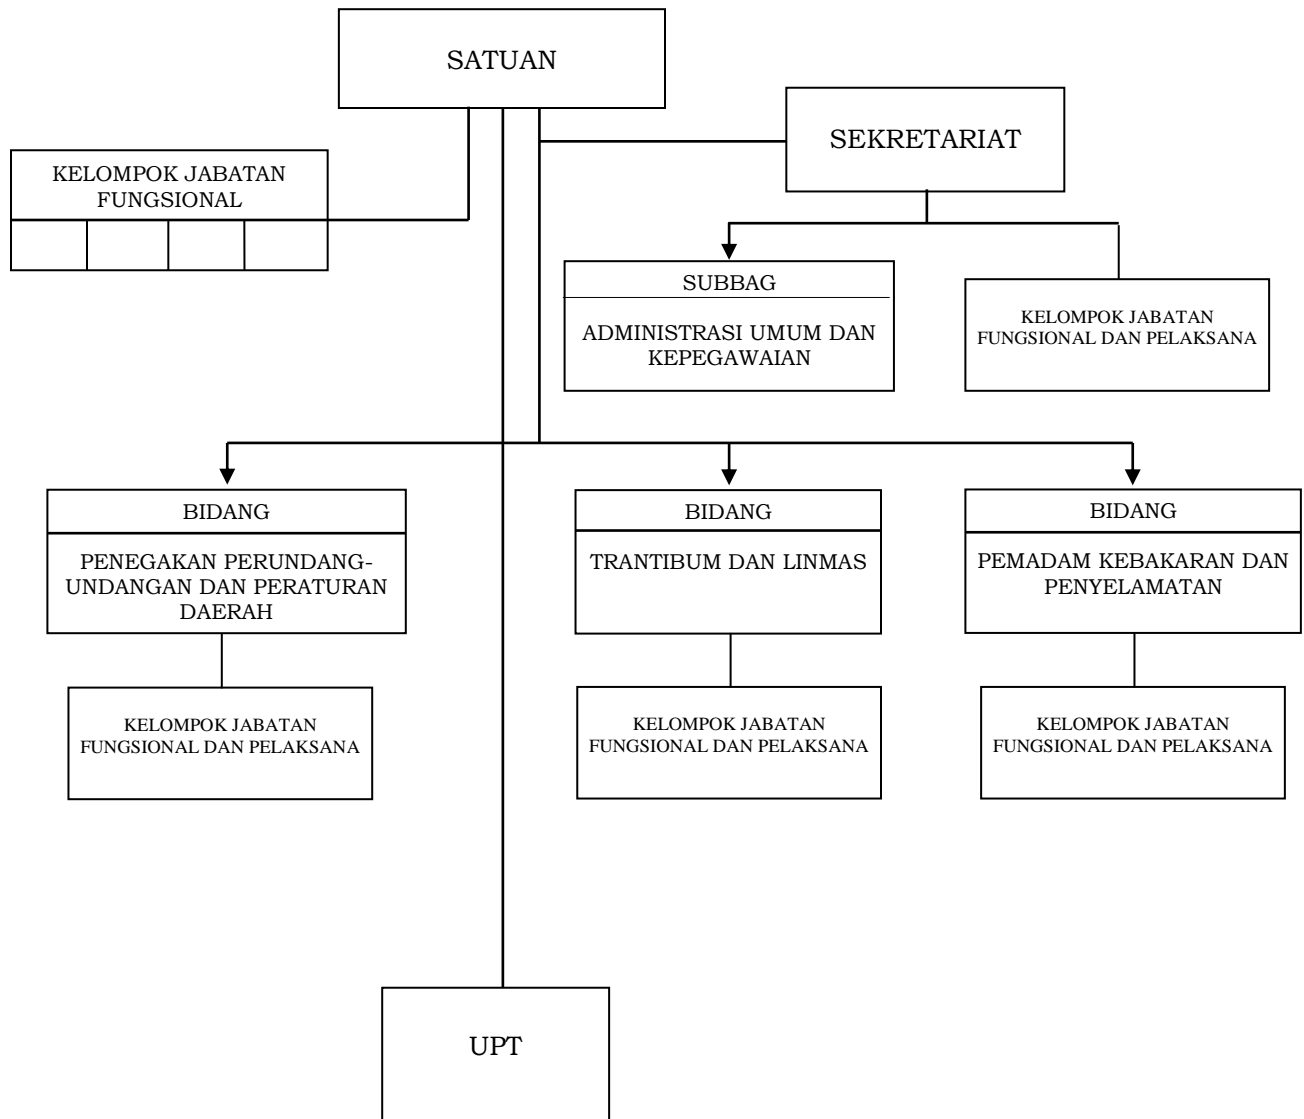 SATUAN
SEKRETARIAT
KELOMPOK JABATAN
FUNGSIONAL
SUBBAG
ADMINISTRASI UMUM DAN
KEPEGAWAIAN
KELOMPOK JABATAN
FUNGSIONAL DAN PELAKSANA
BIDANG
PENEGAKAN PERUNDANG-
UNDANGAN DAN PERATURAN
DAERAH
BIDANG
TRANTIBUM DAN LINMAS
BIDANG
PEMADAM KEBAKARAN DAN
PENYELAMATAN
KELOMPOK JABATAN
FUNGSIONAL DAN PELAKSANA
KELOMPOK JABATAN
FUNGSIONAL DAN PELAKSANA
KELOMPOK JABATAN
FUNGSIONAL DAN PELAKSANA
UPT